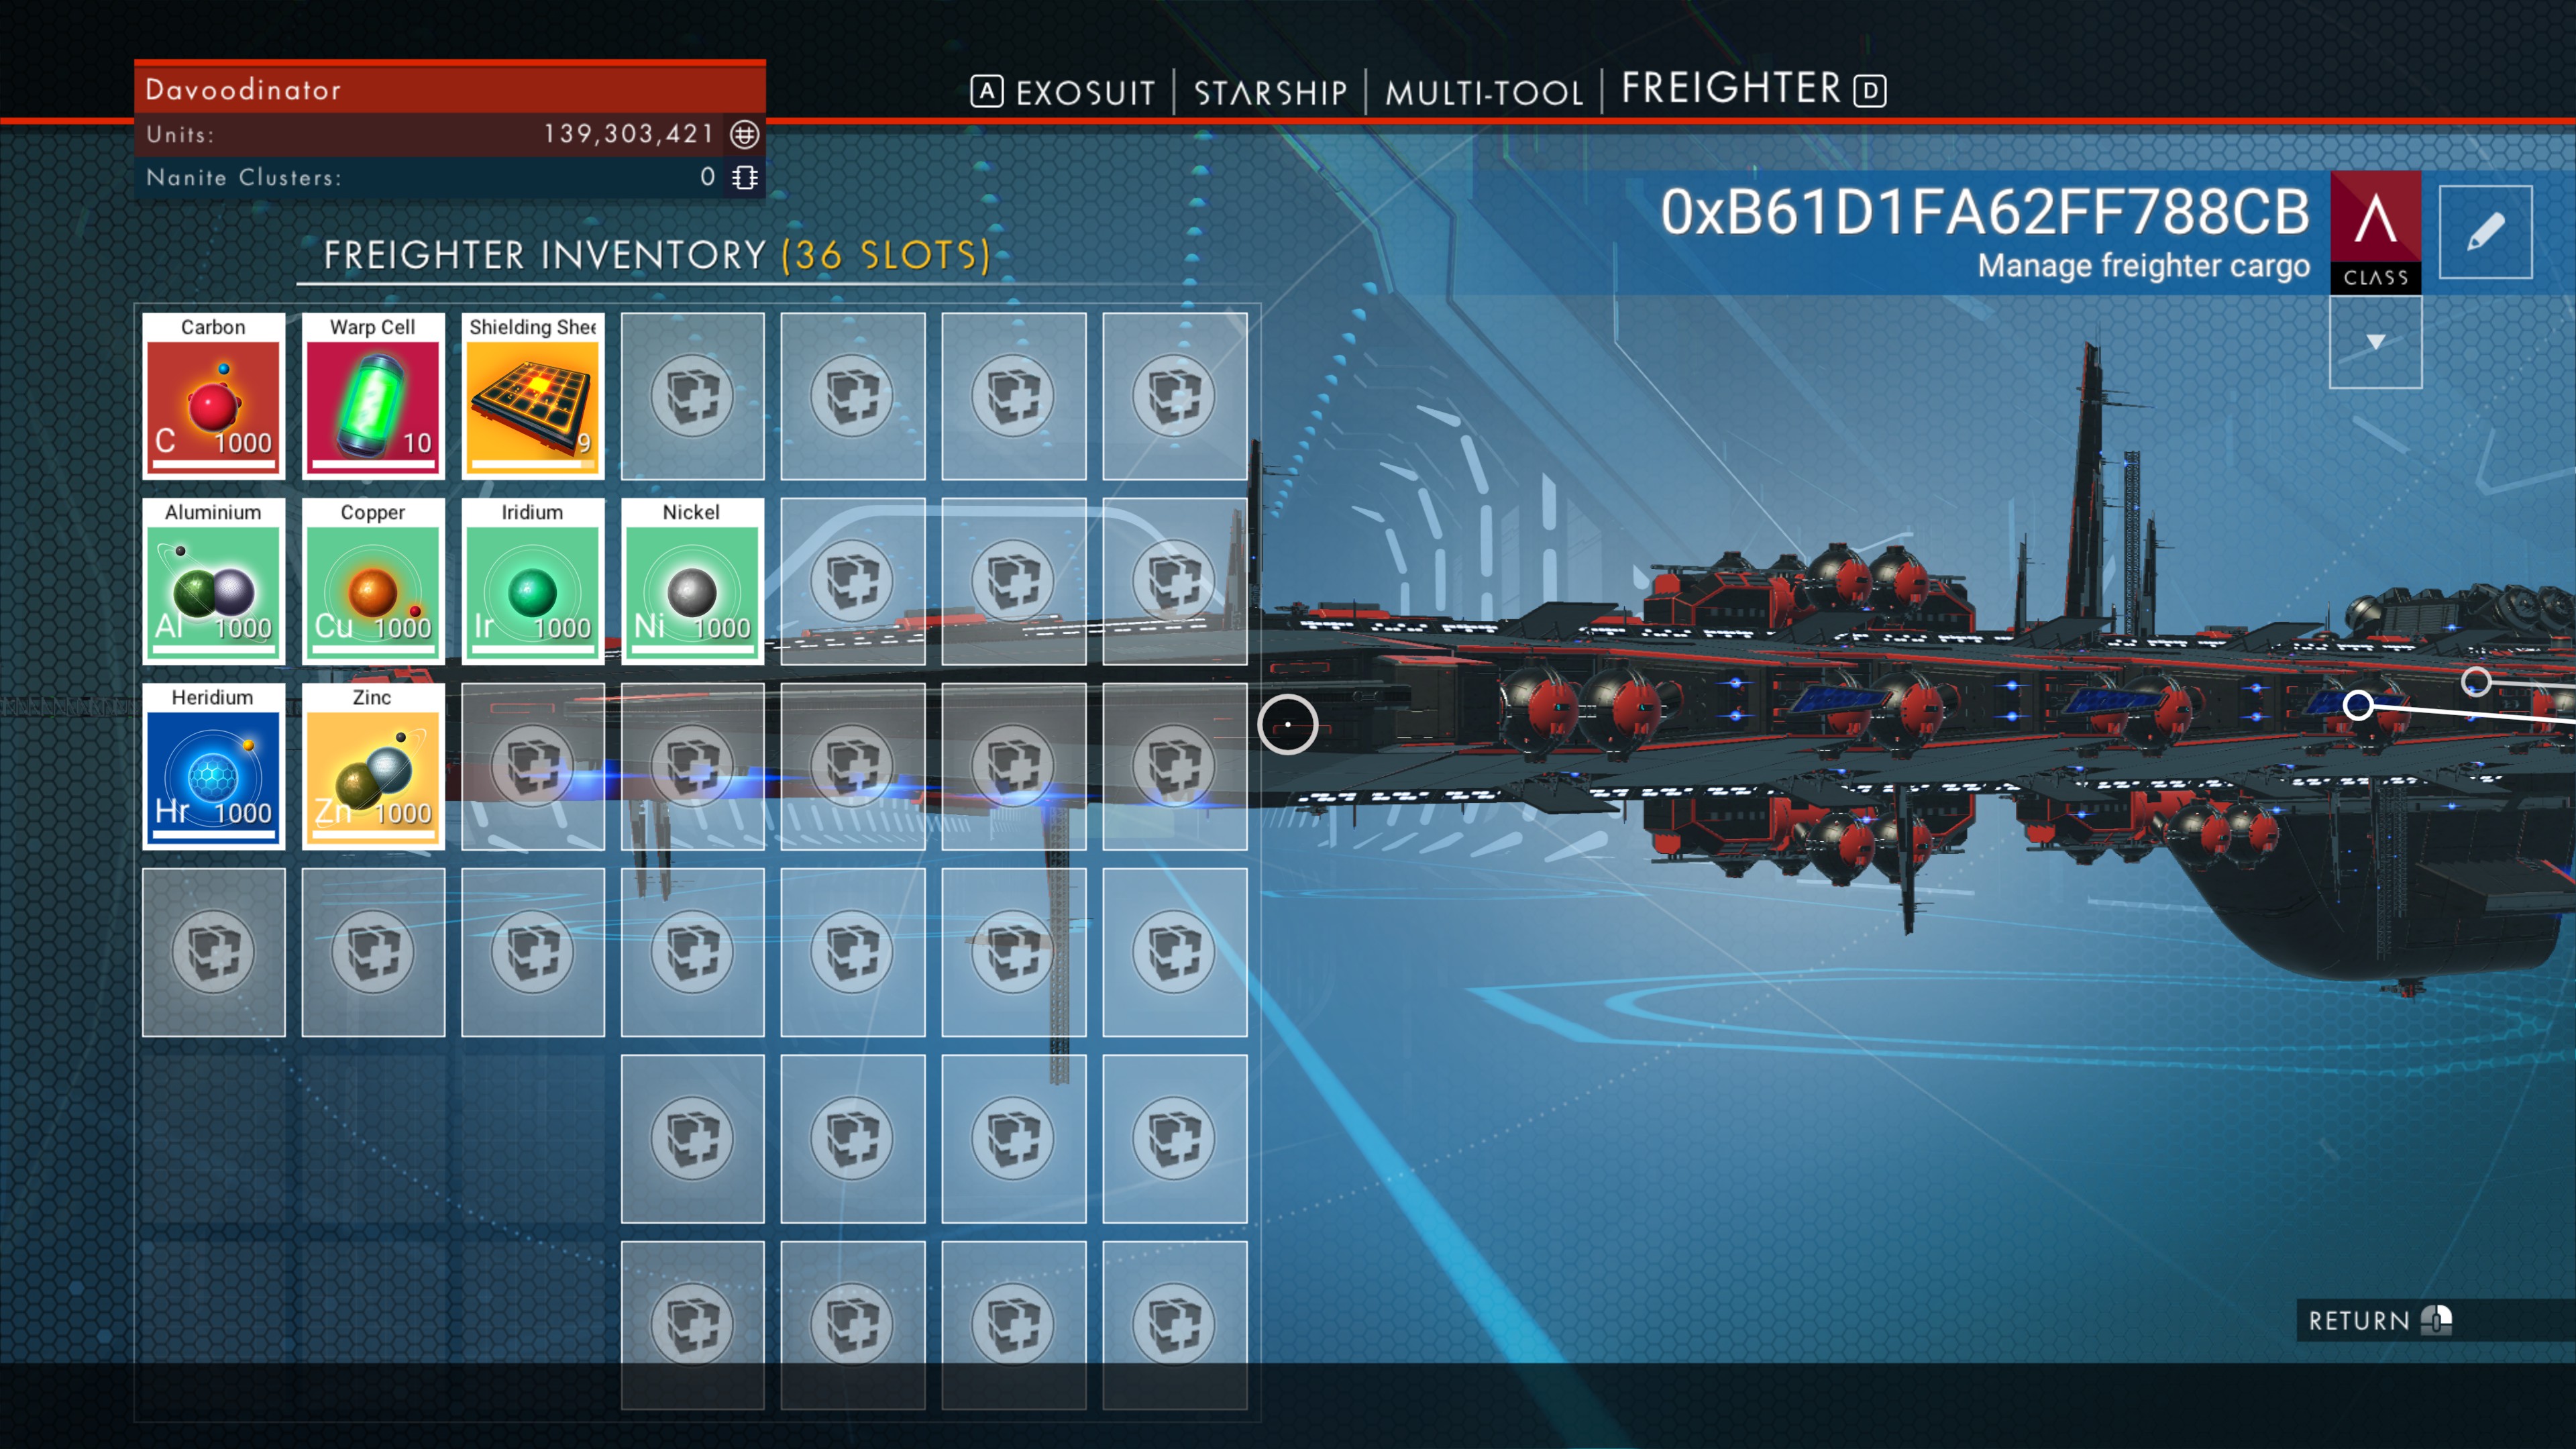 Davoodinator
Units: 139,303,421
Nanite Clusters: 0
A EXOSUIT STARSHIP MULTI-TOOL FREIGHTER D
0xB61D1FA62FF788CB
Manage freighter cargo
A
CLASS
FREIGHTER INVENTORY (36 SLOTS)
Carbon Warp Cell Shielding Shee
C 1000 10 9
Aluminium Copper Iridium Nickel
Al 1000 Cu 1000 Ir 1000 Ni 1000
Heridium Zinc
Hr 1000 Zn 1000
RETURN